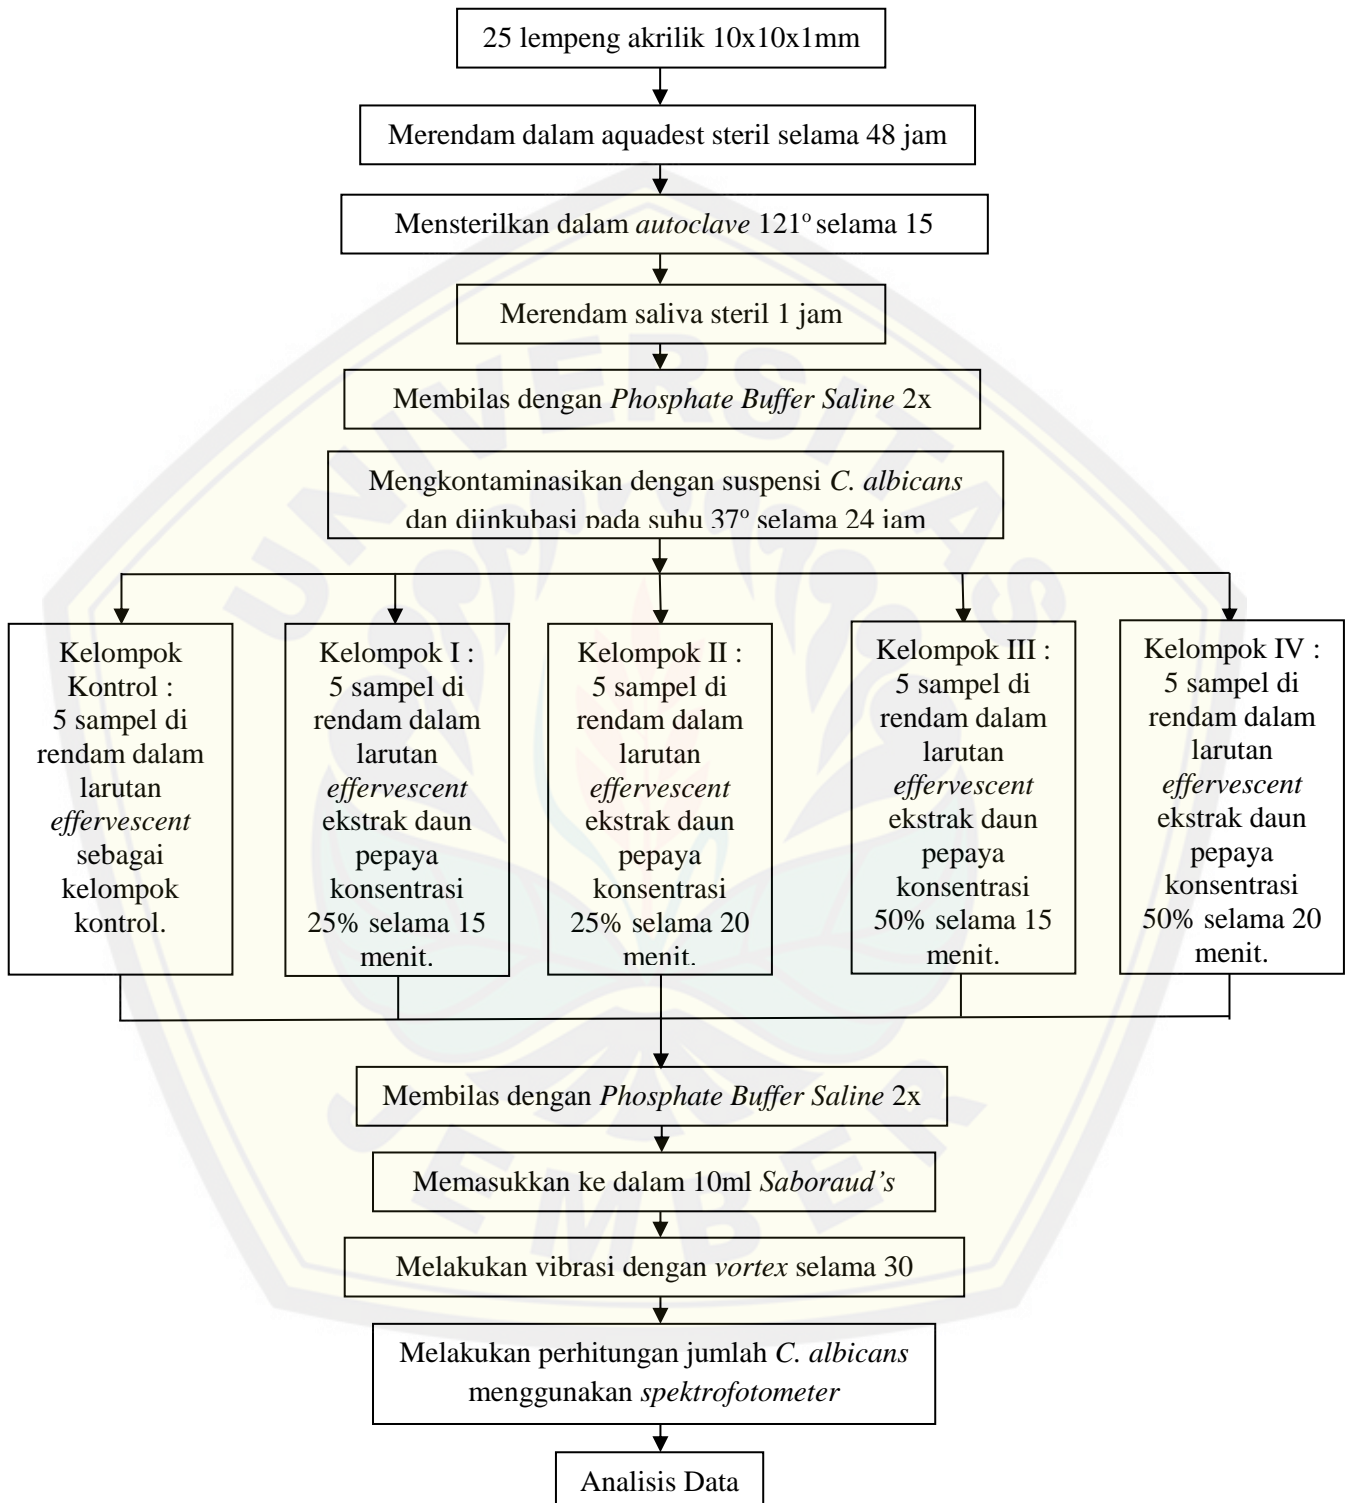 25 lempeng akrilik 10x10x1mm
Merendam dalam aquadest steril selama 48 jam
Mensterilkan dalam autoclave 121° selama 15
Merendam saliva steril 1 jam
Membilas dengan Phosphate Buffer Saline 2x
Mengkontaminasikan dengan suspensi C. albicans
dan diinkubasi pada suhu 37° selama 24 jam
Kelompok
Kontrol :
5 sampel di
rendam dalam
larutan
effervescent
sebagai
kelompok
kontrol.
Kelompok I :
5 sampel di
rendam dalam
larutan
effervescent
ekstrak daun
pepaya
konsentrasi
25% selama 15
menit.
Kelompok II :
5 sampel di
rendam dalam
larutan
effervescent
ekstrak daun
pepaya
konsentrasi
25% selama 20
menit.
Kelompok III :
5 sampel di
rendam dalam
larutan
effervescent
ekstrak daun
pepaya
konsentrasi
50% selama 15
menit.
Kelompok IV :
5 sampel di
rendam dalam
larutan
effervescent
ekstrak daun
pepaya
konsentrasi
50% selama 20
menit.
Membilas dengan Phosphate Buffer Saline 2x
Memasukkan ke dalam 10ml Saboraud’s
Melakukan vibrasi dengan vortex selama 30
Melakukan perhitungan jumlah C. albicans
menggunakan spektrofotometer
Analisis Data
UNIVERSITAS
JEMBER